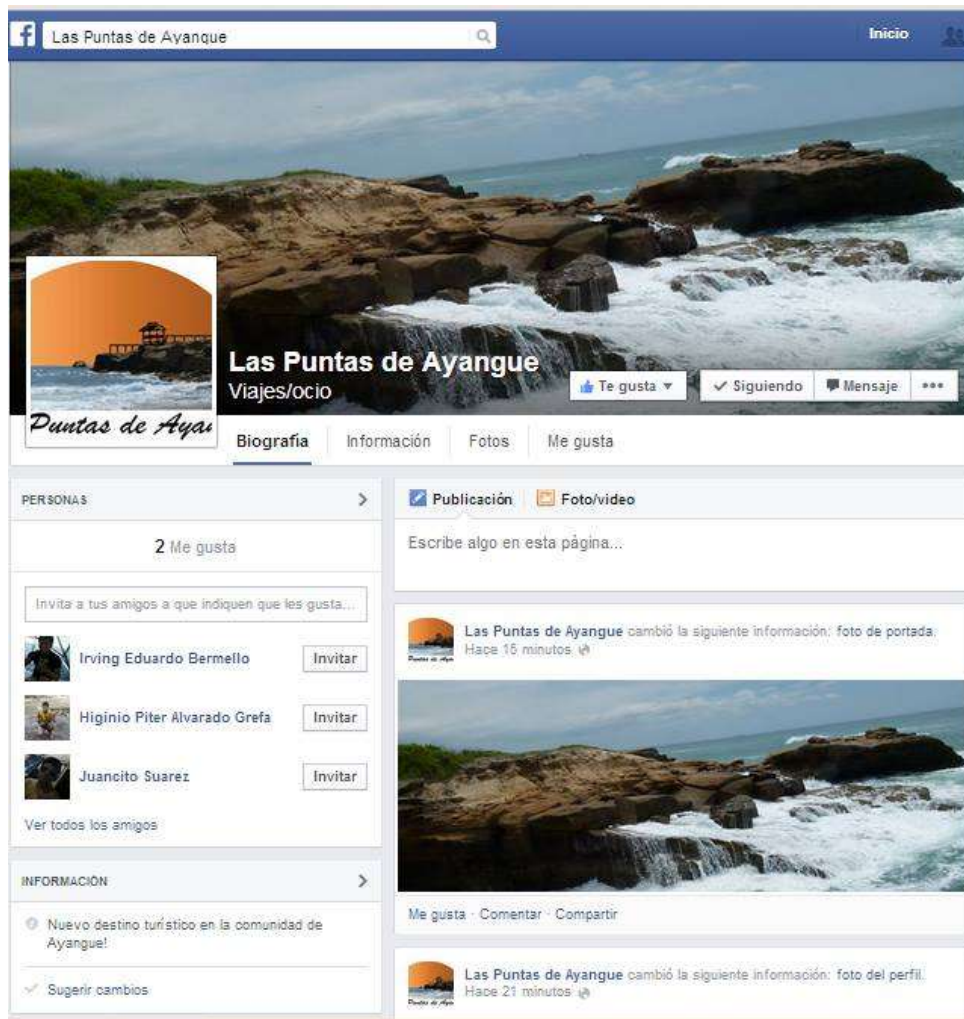 Las Puntas de Ayangue
Inicio
Las Puntas de Ayangue
Viajes/ocio
Te gusta
Siguiendo
Mensaje
Puntas de Ayan
Biografía
Información
Fotos
Me gusta
PERSONAS
2 Me gusta
Invita a tus amigos a que indiquen que les gusta...
Irving Eduardo Bermello
Invitar
Higinio Piter Alvarado Grefa
Invitar
Juancito Suarez
Invitar
Ver todos los amigos
INFORMACIÓN
Nuevo destino turístico en la comunidad de
Ayangue!
Sugerir cambios
Publicación
Foto/video
Escribe algo en esta página...
Las Puntas de Ayangue cambió la siguiente información: foto de portada.
Hace 15 minutos
Me gusta · Comentar · Compartir
Las Puntas de Ayangue cambió la siguiente información: foto del perfil.
Hace 21 minutos